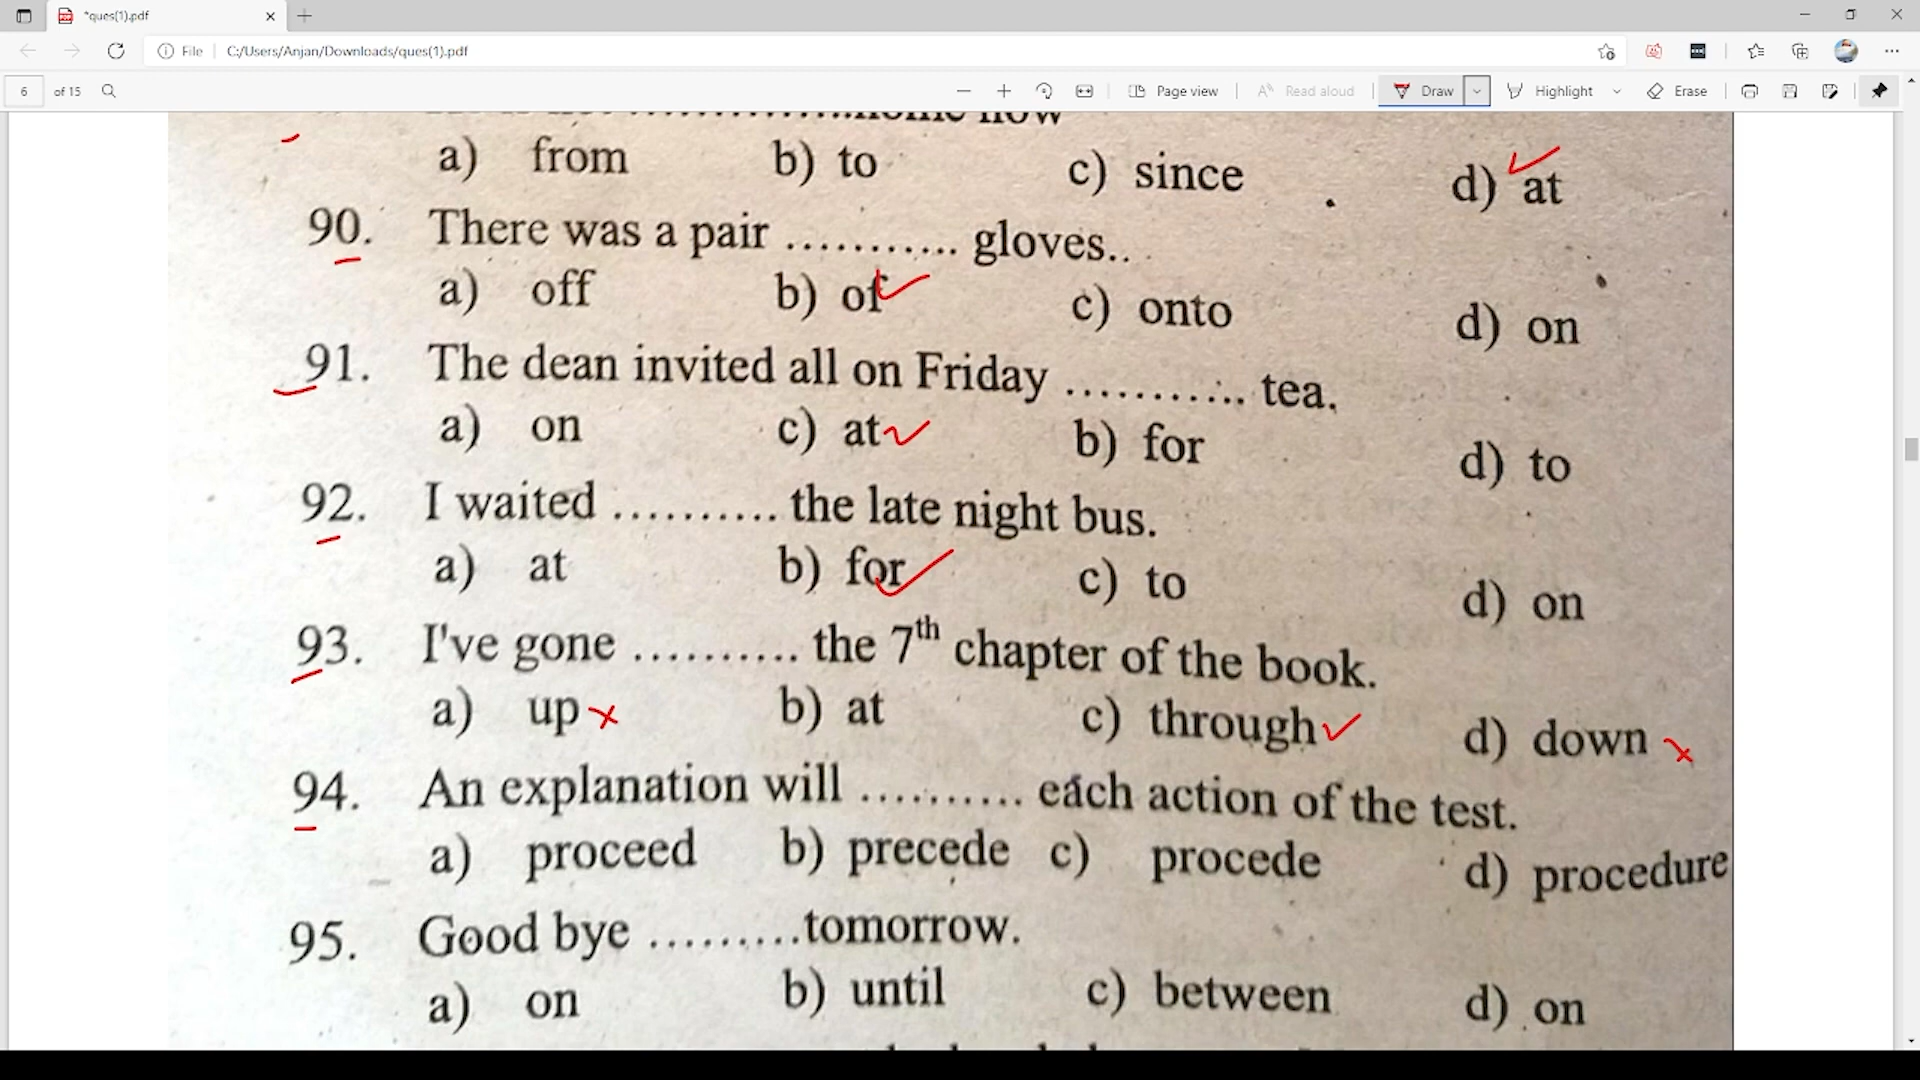 *ques(1).pdf
File C:/Users/Anjan/Downloads/ques(1).pdf
6 of 15 Page view Read aloud Draw Highlight Erase
..............home now
a) from b) to c) since d) at
90. There was a pair ........... gloves..
a) off b) of c) onto d) on
91. The dean invited all on Friday ........... tea.
a) on c) at b) for d) to
92. I waited .......... the late night bus.
a) at b) for c) to d) on
93. I've gone .......... the 7th chapter of the book.
a) up b) at c) through d) down
94. An explanation will .......... each action of the test.
a) proceed b) precede c) procede d) procedure
95. Good bye .........tomorrow.
a) on b) until c) between d) on